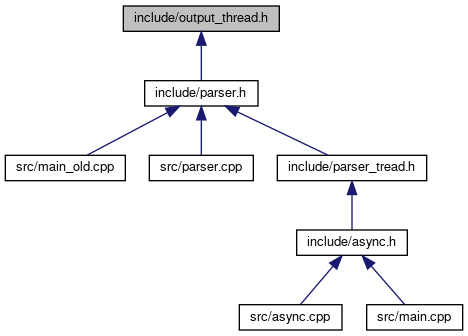 include/output_thread.h
include/parser.h
src/main_old.cpp
src/parser.cpp
include/parser_tread.h
include/async.h
src/async.cpp
src/main.cpp